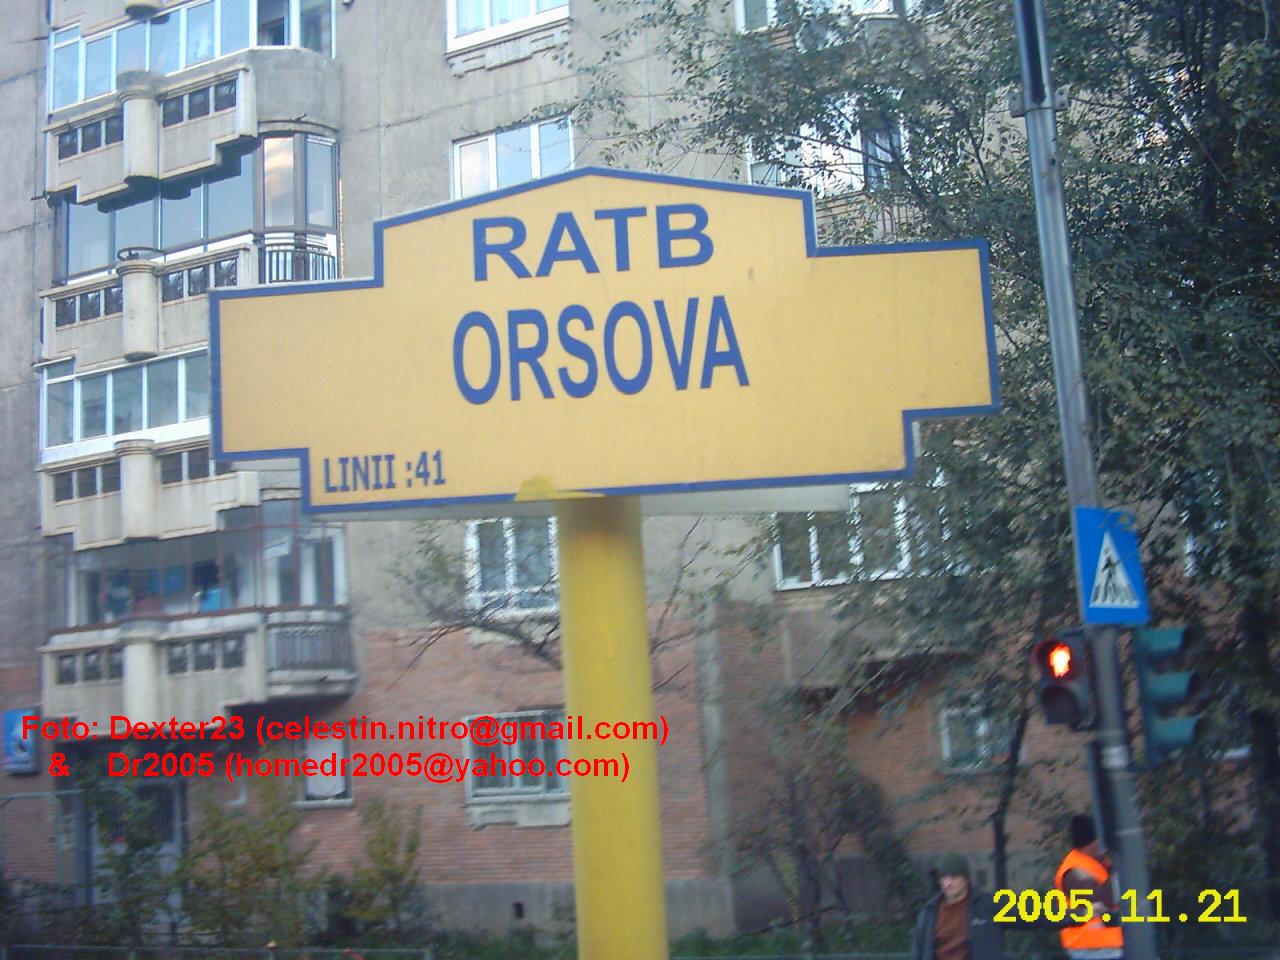 RATB
ORSOVA
LINII :41
Foto: Dexter23 (celestin.nitro@gmail.com)
& Dr2005 (homedr2005@yahoo.com)
2005.11.21